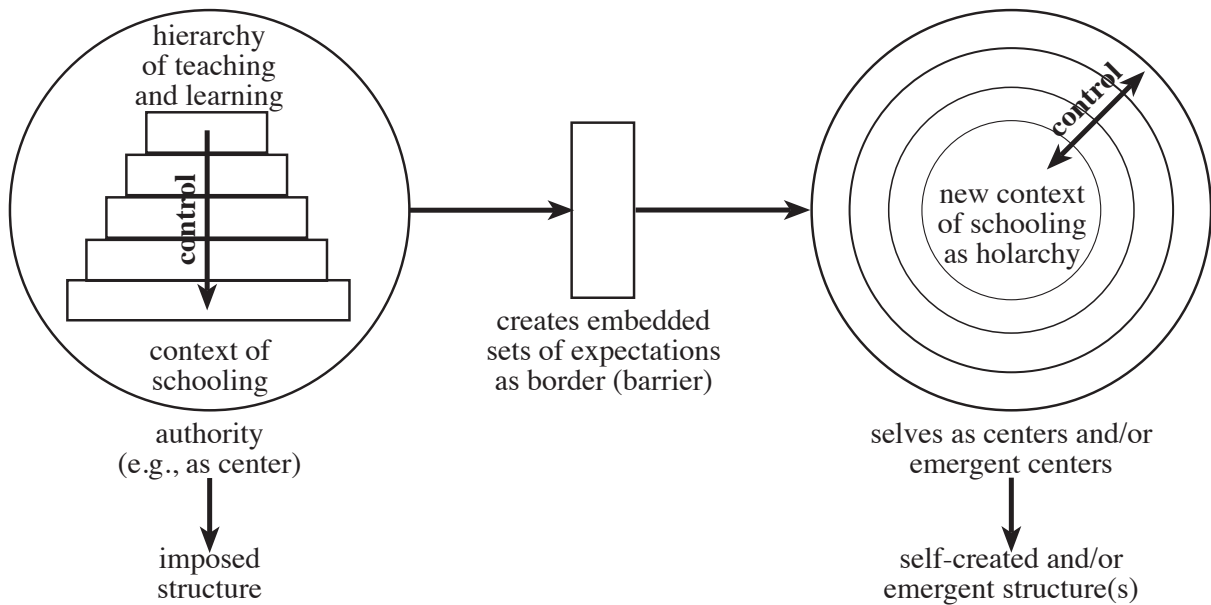 hierarchy
of teaching
and learning
control
context of
schooling
authority
(e.g., as center)
imposed
structure
creates embedded
sets of expectations
as border (barrier)
control
new context
of schooling
as holarchy
selves as centers and/or
emergent centers
self-created and/or
emergent structure(s)